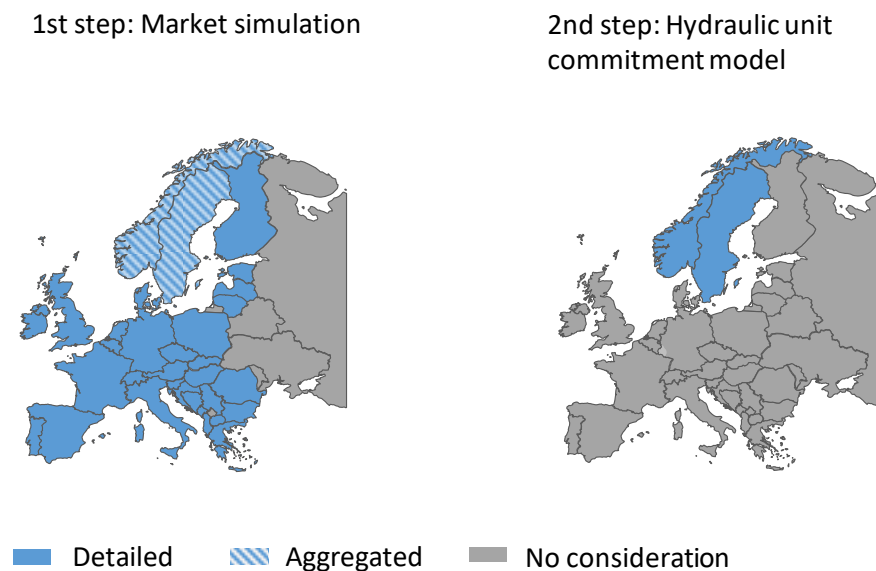 1st step: Market simulation
2nd step: Hydraulic unit
commitment model
Detailed
Aggregated
No consideration